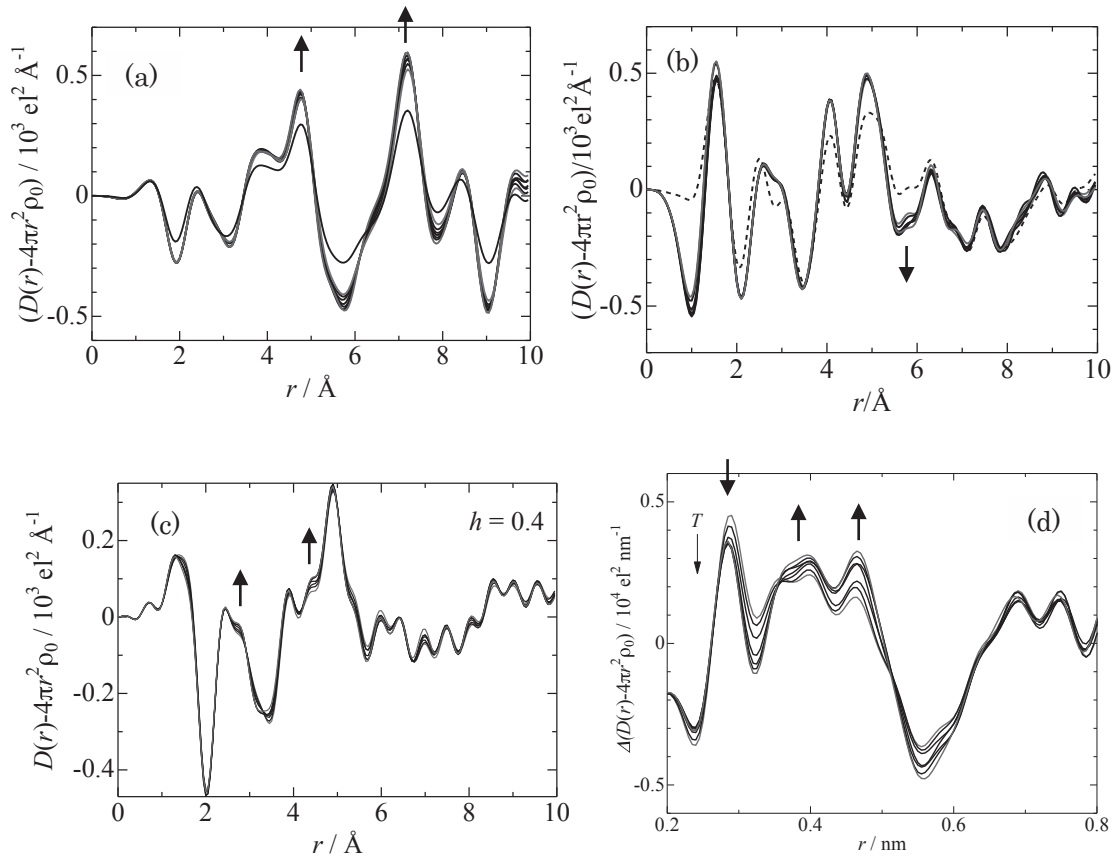 (a)
(D(r)-4πr²ρ₀) / 10³ el² Å⁻¹
0.5
0
-0.5
0 2 4 6 8 10
r / Å
(b)
(D(r)-4πr²ρ₀)/10³ el² Å⁻¹
0.5
0
-0.5
0 2 4 6 8 10
r/Å
(c)
h = 0.4
D(r)-4πr²ρ₀ / 10³ el² Å⁻¹
0.2
0
-0.2
-0.4
0 2 4 6 8 10
r / Å
(d)
T
Δ(D(r)-4πr²ρ₀) / 10⁴ el² nm⁻¹
0.5
0
-0.5
0.2 0.4 0.6 0.8
r / nm